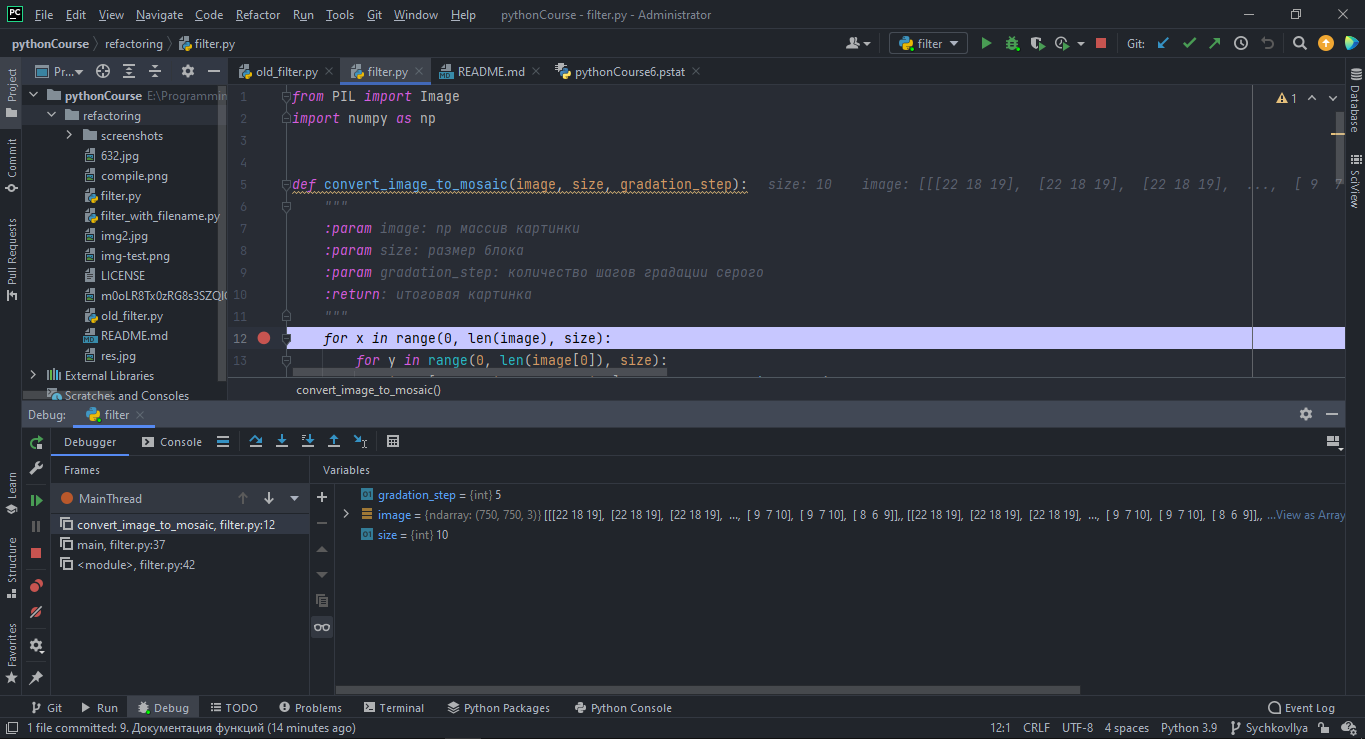 PC File Edit View Navigate Code Refactor Run Tools Git Window Help pythonCourse - filter.py - Administrator
pythonCourse refactoring filter.py filter Git:
Pr... old_filter.py filter.py README.md pythonCourse6.pstat
Project
Commit
Pull Requests
Learn
Structure
Favorites
pythonCourse E:\Programmin
refactoring
screenshots
632.jpg
compile.png
filter.py
filter_with_filename.py
img2.jpg
img-test.png
LICENSE
m0oLR8Tx0zRG8s3SZQI
old_filter.py
README.md
res.jpg
External Libraries
Scratches and Consoles
1 from PIL import Image
2 import numpy as np
3
4
5 def convert_image_to_mosaic(image, size, gradation_step): size: 10 image: [[[22 18 19], [22 18 19], [22 18 19], ..., [ 9 7
6 """
7 :param image: np массив картинки
8 :param size: размер блока
9 :param gradation_step: количество шагов градации серого
10 :return: итоговая картинка
11 """
12 for x in range(0, len(image), size):
13 for y in range(0, len(image[0]), size):
1
convert_image_to_mosaic()
Database
SciView
Debug: filter
Debugger Console
Frames Variables
MainThread
convert_image_to_mosaic, filter.py:12
main, filter.py:37
<module>, filter.py:42
gradation_step = {int} 5
image = {ndarray: (750, 750, 3)} [[[22 18 19], [22 18 19], [22 18 19], ..., [ 9 7 10], [ 9 7 10], [ 8 6 9]],, [[22 18 19], [22 18 19], [22 18 19], ..., [ 9 7 10], [ 9 7 10], [ 8 6 9]],, ...View as Array
size = {int} 10
Git Run Debug TODO Problems Terminal Python Packages Python Console Event Log
1 file committed: 9. Документация функций (14 minutes ago) 12:1 CRLF UTF-8 4 spaces Python 3.9 SychkovIlya